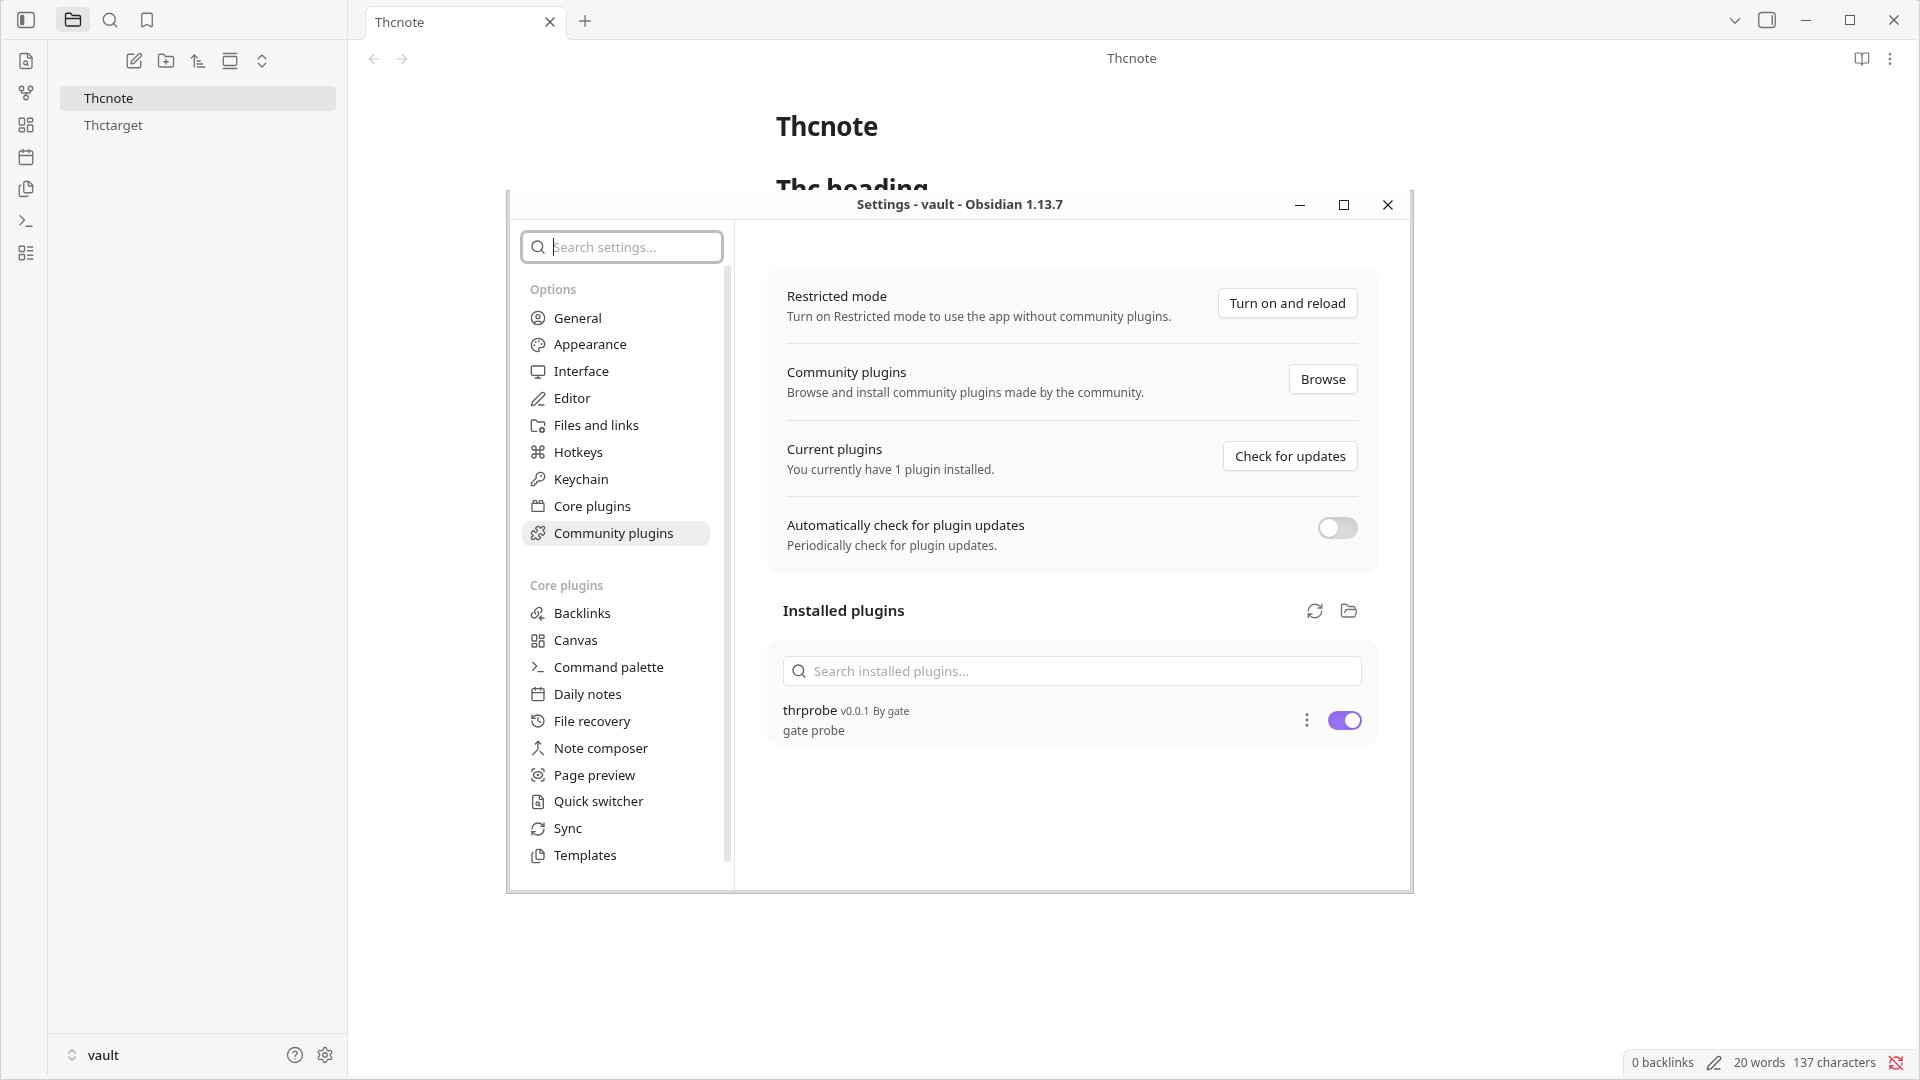 Thcnote
Thcnote
Thcnote
Thctarget
Thcnote
Thc heading
Settings - vault - Obsidian 1.13.7
Search settings...
Options
General
Appearance
Interface
Editor
Files and links
Hotkeys
Keychain
Core plugins
Community plugins
Core plugins
Backlinks
Canvas
Command palette
Daily notes
File recovery
Note composer
Page preview
Quick switcher
Sync
Templates
Restricted mode
Turn on Restricted mode to use the app without community plugins.
Turn on and reload
Community plugins
Browse and install community plugins made by the community.
Browse
Current plugins
You currently have 1 plugin installed.
Check for updates
Automatically check for plugin updates
Periodically check for plugin updates.
Installed plugins
Search installed plugins...
thrprobe v0.0.1 By gate
gate probe
vault
0 backlinks 20 words 137 characters